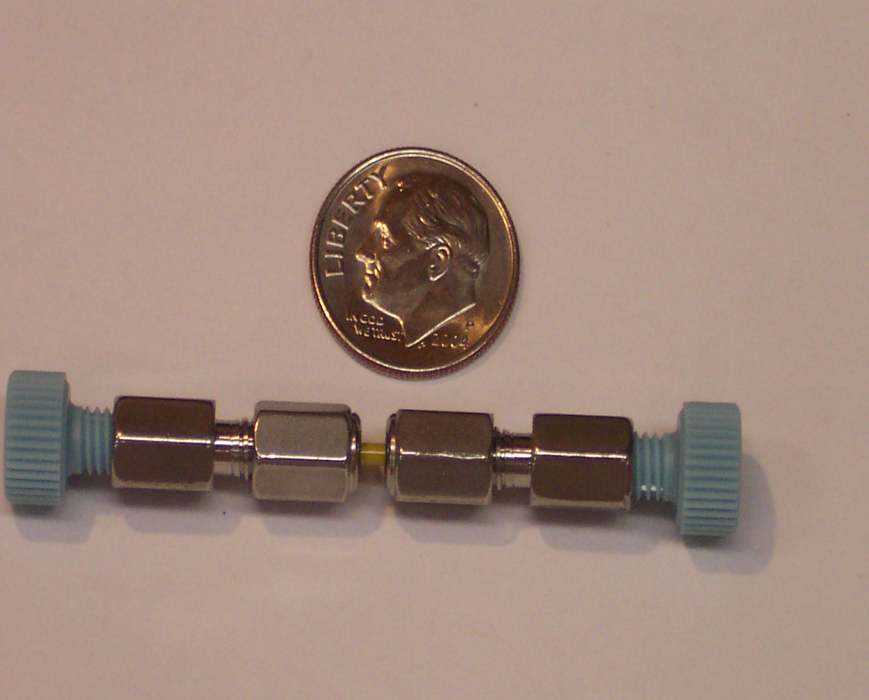 LIBERTY
IN GOD
WE TRUST
P
2004